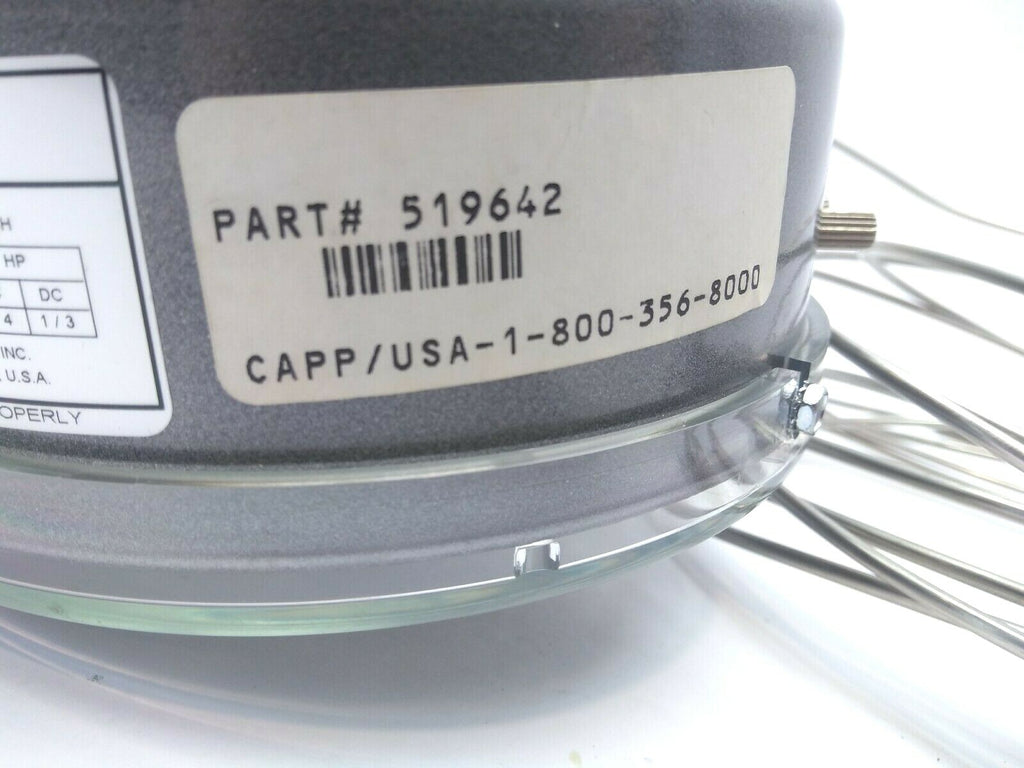 H
HP
DC
4 1/3
INC.
U.S.A.
OPERLY
PART# 519642
CAPP/USA-1-800-356-8000